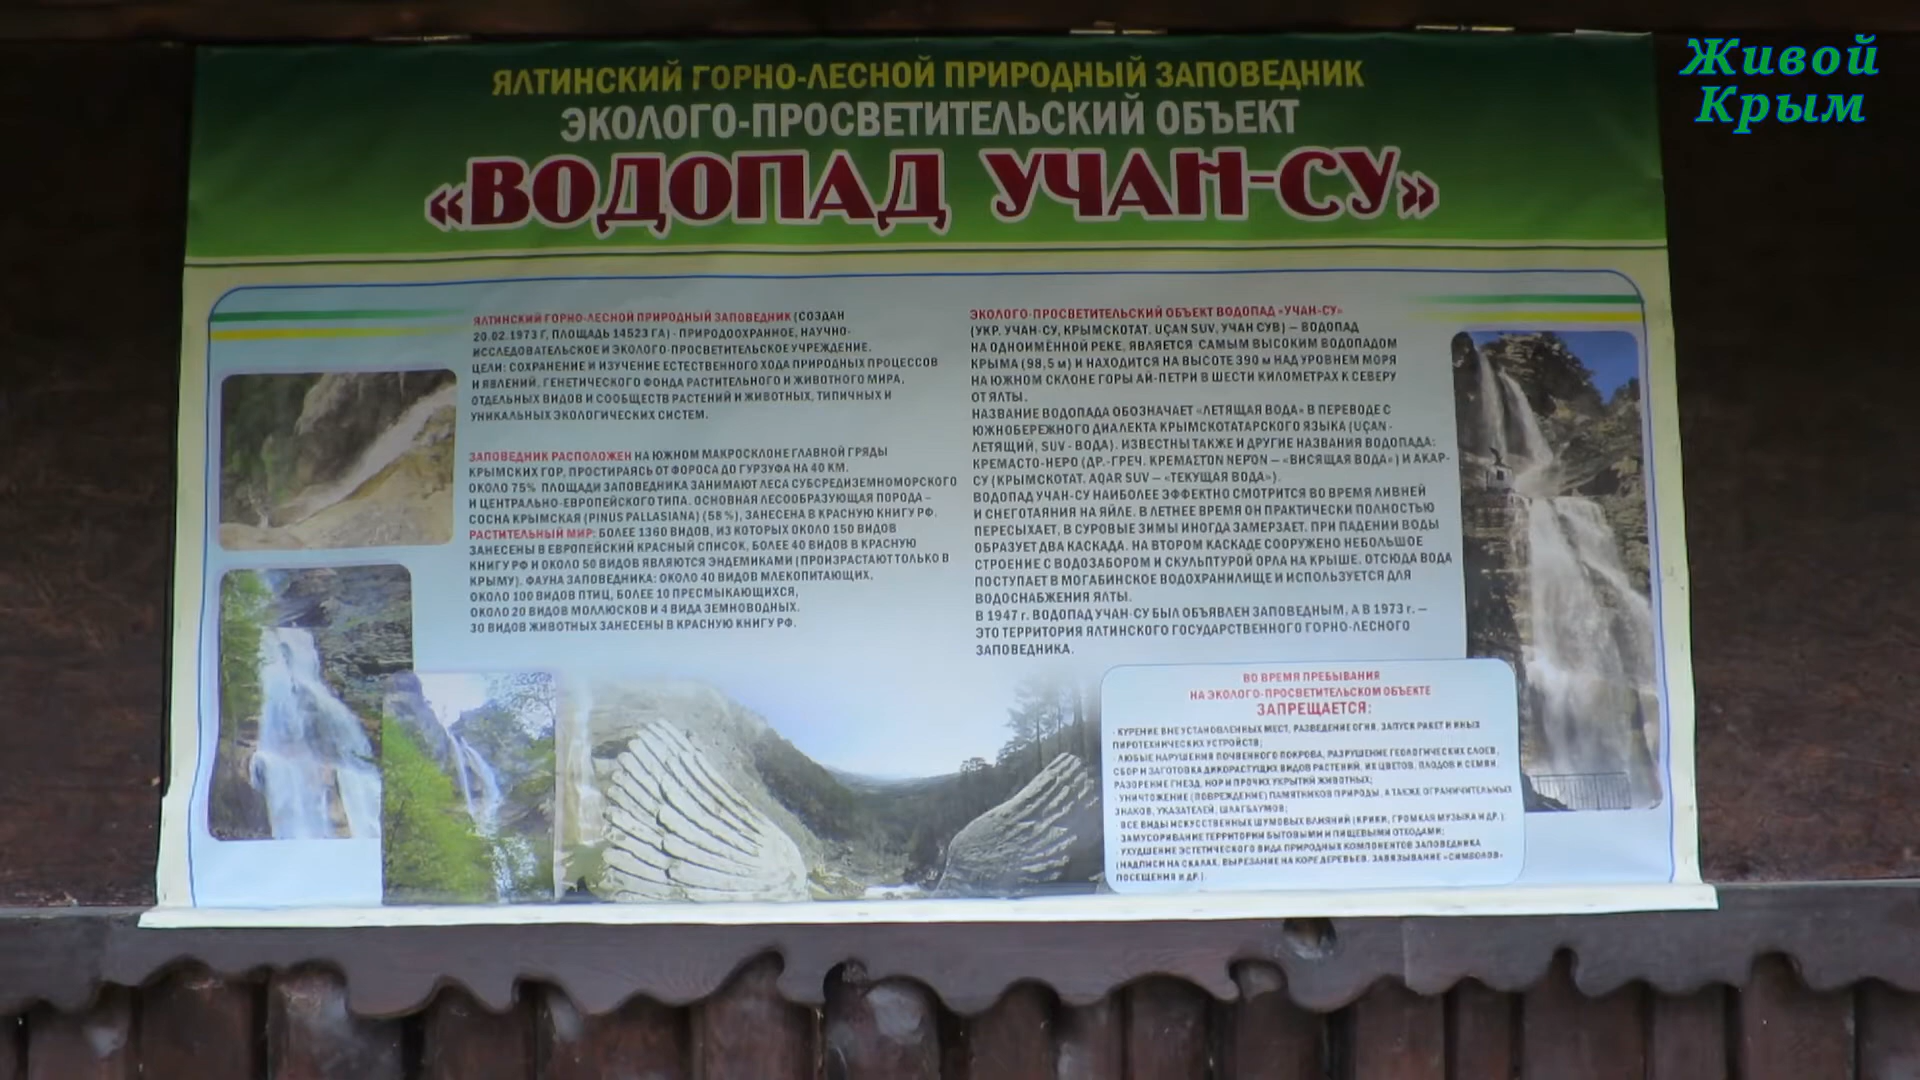 Живой
Крым
ЯЛТИНСКИЙ ГОРНО-ЛЕСНОЙ ПРИРОДНЫЙ ЗАПОВЕДНИК
ЭКОЛОГО-ПРОСВЕТИТЕЛЬСКИЙ ОБЪЕКТ
«ВОДОПАД УЧАН-СУ»
ЯЛТИНСКИЙ ГОРНО-ЛЕСНОЙ ПРИРОДНЫЙ ЗАПОВЕДНИК (СОЗДАН
20.02.1973 Г, ПЛОЩАДЬ 14523 ГА) - ПРИРОДООХРАННОЕ, НАУЧНО-
ИССЛЕДОВАТЕЛЬСКОЕ И ЭКОЛОГО-ПРОСВЕТИТЕЛЬСКОЕ УЧРЕЖДЕНИЕ.
ЦЕЛИ: СОХРАНЕНИЕ И ИЗУЧЕНИЕ ЕСТЕСТВЕННОГО ХОДА ПРИРОДНЫХ ПРОЦЕССОВ
И ЯВЛЕНИЙ, ГЕНЕТИЧЕСКОГО ФОНДА РАСТИТЕЛЬНОГО И ЖИВОТНОГО МИРА,
ОТДЕЛЬНЫХ ВИДОВ И СООБЩЕСТВ РАСТЕНИЙ И ЖИВОТНЫХ, ТИПИЧНЫХ И
УНИКАЛЬНЫХ ЭКОЛОГИЧЕСКИХ СИСТЕМ.
ЗАПОВЕДНИК РАСПОЛОЖЕН НА ЮЖНОМ МАКРОСКЛОНЕ ГЛАВНОЙ ГРЯДЫ
КРЫМСКИХ ГОР, ПРОСТИРАЯСЬ ОТ ФОРОСА ДО ГУРЗУФА НА 40 КМ.
ОКОЛО 75% ПЛОЩАДИ ЗАПОВЕДНИКА ЗАНИМАЮТ ЛЕСА СУБСРЕДИЗЕМНОМОРСКОГО
И ЦЕНТРАЛЬНО-ЕВРОПЕЙСКОГО ТИПА. ОСНОВНАЯ ЛЕСООБРАЗУЮЩАЯ ПОРОДА –
СОСНА КРЫМСКАЯ (PINUS PALLASIANA) (58%), ЗАНЕСЕНА В КРАСНУЮ КНИГУ РФ.
РАСТИТЕЛЬНЫЙ МИР: БОЛЕЕ 1360 ВИДОВ, ИЗ КОТОРЫХ ОКОЛО 150 ВИДОВ
ЗАНЕСЕНЫ В ЕВРОПЕЙСКИЙ КРАСНЫЙ СПИСОК, БОЛЕЕ 40 ВИДОВ В КРАСНУЮ
КНИГУ РФ И ОКОЛО 50 ВИДОВ ЯВЛЯЮТСЯ ЭНДЕМИКАМИ (ПРОИЗРАСТАЮТ ТОЛЬКО В
КРЫМУ). ФАУНА ЗАПОВЕДНИКА: ОКОЛО 40 ВИДОВ МЛЕКОПИТАЮЩИХ,
ОКОЛО 100 ВИДОВ ПТИЦ, БОЛЕЕ 10 ПРЕСМЫКАЮЩИХСЯ,
ОКОЛО 20 ВИДОВ МОЛЛЮСКОВ И 4 ВИДА ЗЕМНОВОДНЫХ.
30 ВИДОВ ЖИВОТНЫХ ЗАНЕСЕНЫ В КРАСНУЮ КНИГУ РФ.
ЭКОЛОГО-ПРОСВЕТИТЕЛЬСКИЙ ОБЪЕКТ ВОДОПАД «УЧАН-СУ»
(УКР. УЧАН-СУ, КРЫМСКОТАТ. UÇAN SUV, УЧАН СУВ) – ВОДОПАД
НА ОДНОИМЁННОЙ РЕКЕ, ЯВЛЯЕТСЯ САМЫМ ВЫСОКИМ ВОДОПАДОМ
КРЫМА (98,5 м) И НАХОДИТСЯ НА ВЫСОТЕ 390 м НАД УРОВНЕМ МОРЯ
НА ЮЖНОМ СКЛОНЕ ГОРЫ АЙ-ПЕТРИ В ШЕСТИ КИЛОМЕТРАХ К СЕВЕРУ
ОТ ЯЛТЫ.
НАЗВАНИЕ ВОДОПАДА ОБОЗНАЧАЕТ «ЛЕТЯЩАЯ ВОДА» В ПЕРЕВОДЕ С
ЮЖНОБЕРЕЖНОГО ДИАЛЕКТА КРЫМСКОТАТАРСКОГО ЯЗЫКА (UÇAN -
ЛЕТЯЩИЙ, SUV - ВОДА). ИЗВЕСТНЫ ТАКЖЕ И ДРУГИЕ НАЗВАНИЯ ВОДОПАДА:
КРЕМАСТО-НЕРО (ДР.-ГРЕЧ. ΚΡΕΜΑΣΤΟΝ ΝΕΡΌΝ – «ВИСЯЩАЯ ВОДА») И АКАР-
СУ (КРЫМСКОТАТ. AQAR SUV – «ТЕКУЩАЯ ВОДА»).
ВОДОПАД УЧАН-СУ НАИБОЛЕЕ ЭФФЕКТНО СМОТРИТСЯ ВО ВРЕМЯ ЛИВНЕЙ
И СНЕГОТАЯНИЯ НА ЯЙЛЕ. В ЛЕТНЕЕ ВРЕМЯ ОН ПРАКТИЧЕСКИ ПОЛНОСТЬЮ
ПЕРЕСЫХАЕТ, В СУРОВЫЕ ЗИМЫ ИНОГДА ЗАМЕРЗАЕТ. ПРИ ПАДЕНИИ ВОДЫ
ОБРАЗУЕТ ДВА КАСКАДА. НА ВТОРОМ КАСКАДЕ СООРУЖЕНО НЕБОЛЬШОЕ
СТРОЕНИЕ С ВОДОЗАБОРОМ И СКУЛЬПТУРОЙ ОРЛА НА КРЫШЕ. ОТСЮДА ВОДА
ПОСТУПАЕТ В МОГАБИНСКОЕ ВОДОХРАНИЛИЩЕ И ИСПОЛЬЗУЕТСЯ ДЛЯ
ВОДОСНАБЖЕНИЯ ЯЛТЫ.
В 1947 г. ВОДОПАД УЧАН-СУ БЫЛ ОБЪЯВЛЕН ЗАПОВЕДНЫМ, А В 1973 г. –
ЭТО ТЕРРИТОРИЯ ЯЛТИНСКОГО ГОСУДАРСТВЕННОГО ГОРНО-ЛЕСНОГО
ЗАПОВЕДНИКА.
ВО ВРЕМЯ ПРЕБЫВАНИЯ
НА ЭКОЛОГО-ПРОСВЕТИТЕЛЬСКОМ ОБЪЕКТЕ
ЗАПРЕЩАЕТСЯ:
- КУРЕНИЕ ВНЕ УСТАНОВЛЕННЫХ МЕСТ, РАЗВЕДЕНИЕ ОГНЯ, ЗАПУСК РАКЕТ И ИНЫХ
ПИРОТЕХНИЧЕСКИХ УСТРОЙСТВ;
- ЛЮБЫЕ НАРУШЕНИЯ ПОЧВЕННОГО ПОКРОВА, РАЗРУШЕНИЕ ГЕОЛОГИЧЕСКИХ СЛОЕВ,
СБОР И ЗАГОТОВКА ДИКОРАСТУЩИХ ВИДОВ РАСТЕНИЙ, ИХ ЦВЕТОВ, ПЛОДОВ И СЕМЯН,
РАЗОРЕНИЕ ГНЕЗД, НОР И ПРОЧИХ УКРЫТИЙ ЖИВОТНЫХ;
- УНИЧТОЖЕНИЕ (ПОВРЕЖДЕНИЕ) ПАМЯТНИКОВ ПРИРОДЫ, А ТАКЖЕ ОГРАНИЧИТЕЛЬНЫХ
ЗНАКОВ, УКАЗАТЕЛЕЙ, ШЛАГБАУМОВ;
- ВСЕ ВИДЫ ИСКУССТВЕННЫХ ШУМОВЫХ ВЛИЯНИЙ (КРИКИ, ГРОМКАЯ МУЗЫКА И ДР.);
- ЗАМУСОРИВАНИЕ ТЕРРИТОРИИ БЫТОВЫМИ И ПИЩЕВЫМИ ОТХОДАМИ;
- УХУДШЕНИЕ ЭСТЕТИЧЕСКОГО ВИДА ПРИРОДНЫХ КОМПОНЕНТОВ ЗАПОВЕДНИКА
(НАДПИСИ НА СКАЛАХ, ВЫРЕЗАНИЕ НА КОРЕ ДЕРЕВЬЕВ, ЗАВЯЗЫВАНИЕ «СИМВОЛОВ»
ПОСЕЩЕНИЯ И ДР.).